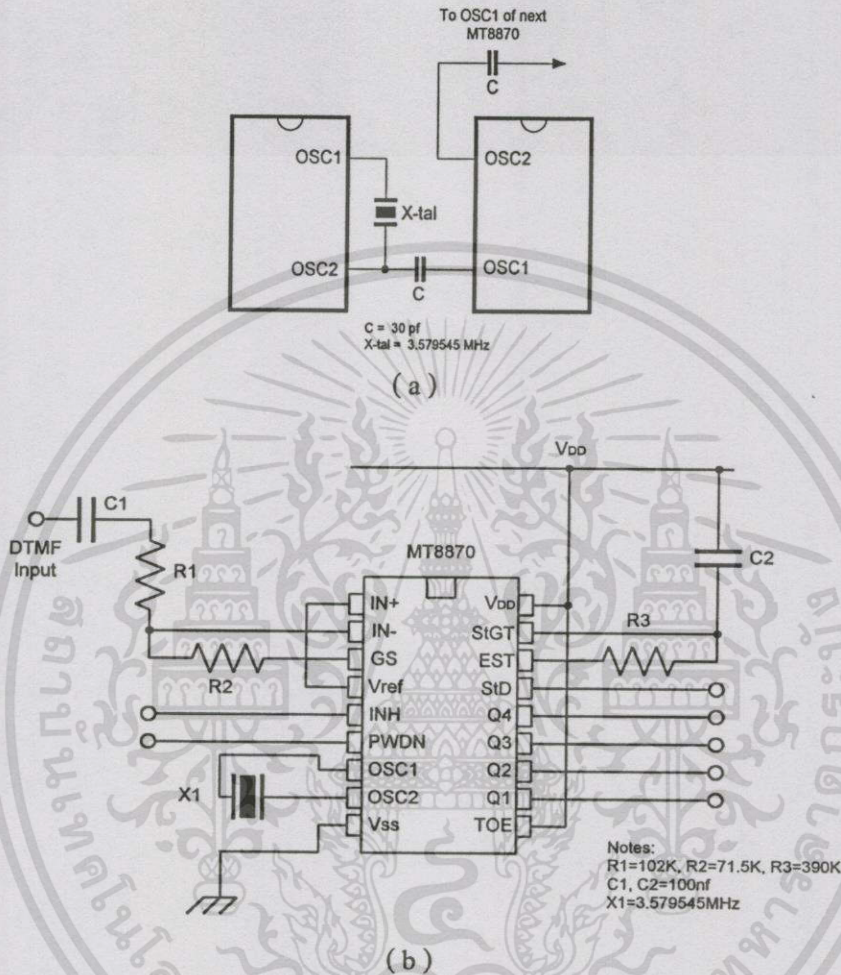 To OSC1 of next
MT8870
C
OSC1
OSC2
X-tal
OSC2
C
OSC1
C = 30 pf
X-tal = 3.579545 MHz
(a)
VDD
C1
DTMF
Input
R1
MT8870
C2
IN+
VDD
IN-
StGT
R3
GS
EST
R2
Vref
StD
INH
Q4
PWDN
Q3
OSC1
Q2
X1
OSC2
Q1
Vss
TOE
Notes:
R1=102K, R2=71.5K, R3=390K
C1, C2=100nf
X1=3.579545MHz
(b)